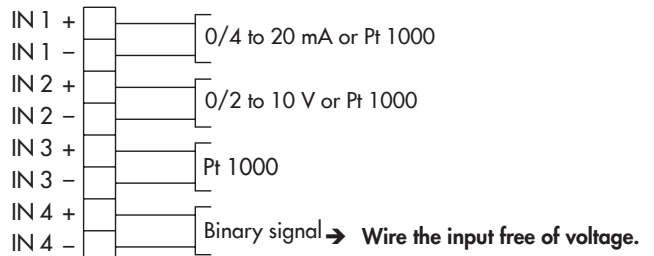 IN 1 +
0/4 to 20 mA or Pt 1000
IN 1 –
IN 2 +
0/2 to 10 V or Pt 1000
IN 2 –
IN 3 +
Pt 1000
IN 3 –
IN 4 +
Binary signal ➔ Wire the input free of voltage.
IN 4 –